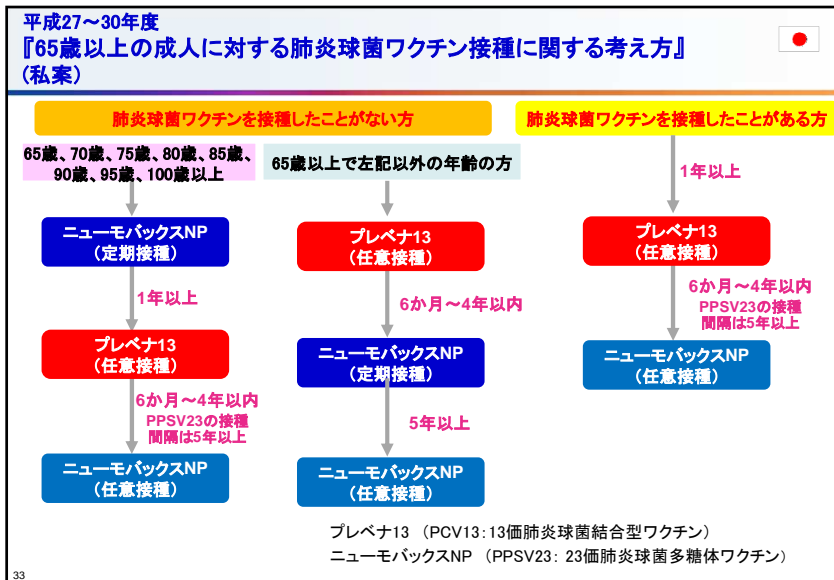 平成27～30年度
『65歳以上の成人に対する肺炎球菌ワクチン接種に関する考え方』
(私案)
肺炎球菌ワクチンを接種したことがない方
肺炎球菌ワクチンを接種したことがある方
65歳、70歳、75歳、80歳、85歳、
90歳、95歳、100歳以上
65歳以上で左記以外の年齢の方
ニューモバックスNP
（定期接種）
1年以上
プレベナ13
（任意接種）
6か月～4年以内
PPSV23の接種
間隔は5年以上
ニューモバックスNP
（任意接種）
プレベナ13
（任意接種）
6か月～4年以内
ニューモバックスNP
（定期接種）
5年以上
ニューモバックスNP
（任意接種）
1年以上
プレベナ13
（任意接種）
6か月～4年以内
PPSV23の接種
間隔は5年以上
ニューモバックスNP
（任意接種）
プレベナ13 （PCV13：13価肺炎球菌結合型ワクチン）
ニューモバックスNP （PPSV23： 23価肺炎球菌多糖体ワクチン）
33